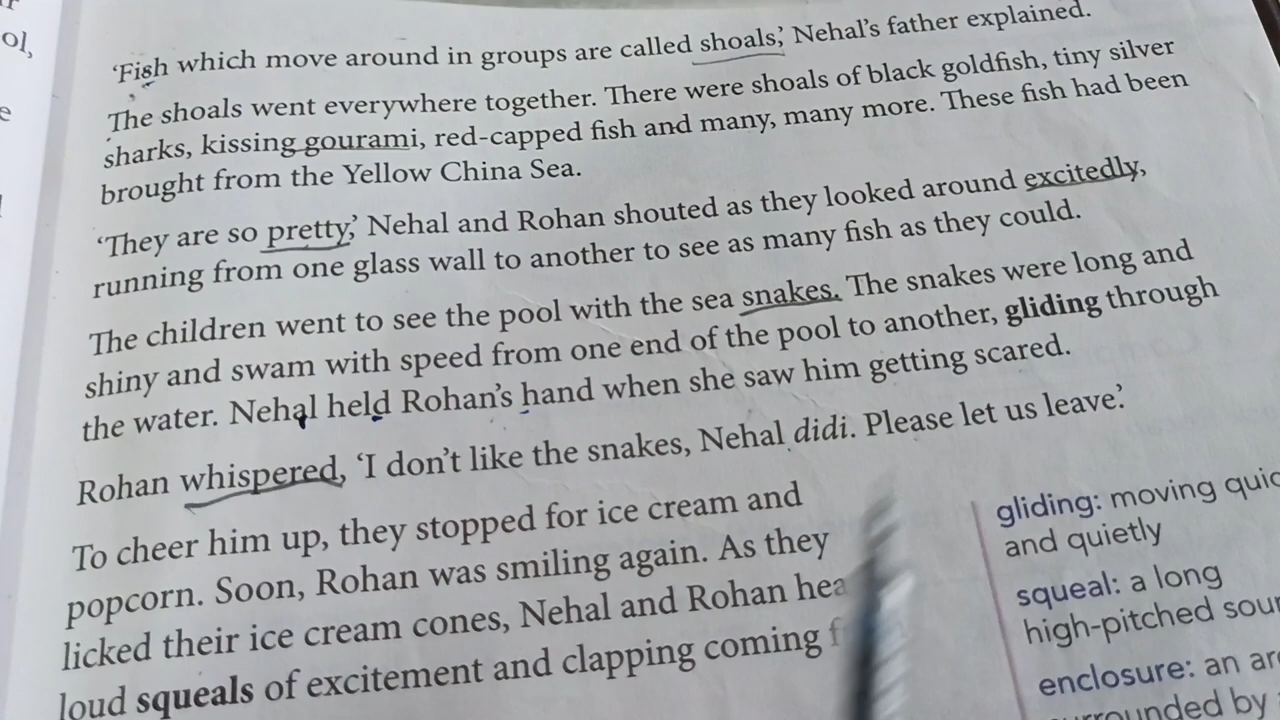 ol,
'Fish which move around in groups are called shoals,' Nehal's father explained.
The shoals went everywhere together. There were shoals of black goldfish, tiny silver
sharks, kissing gourami, red-capped fish and many, many more. These fish had been
brought from the Yellow China Sea.
'They are so pretty,' Nehal and Rohan shouted as they looked around excitedly,
running from one glass wall to another to see as many fish as they could.
The children went to see the pool with the sea snakes. The snakes were long and
shiny and swam with speed from one end of the pool to another, gliding through
the water. Nehal held Rohan's hand when she saw him getting scared.
Rohan whispered, 'I don't like the snakes, Nehal didi. Please let us leave.'
To cheer him up, they stopped for ice cream and
popcorn. Soon, Rohan was smiling again. As they
licked their ice cream cones, Nehal and Rohan
loud squeals of excitement and clapping coming
gliding: moving
and quietly
squeal: a long
high-pitched
enclosure: an
by